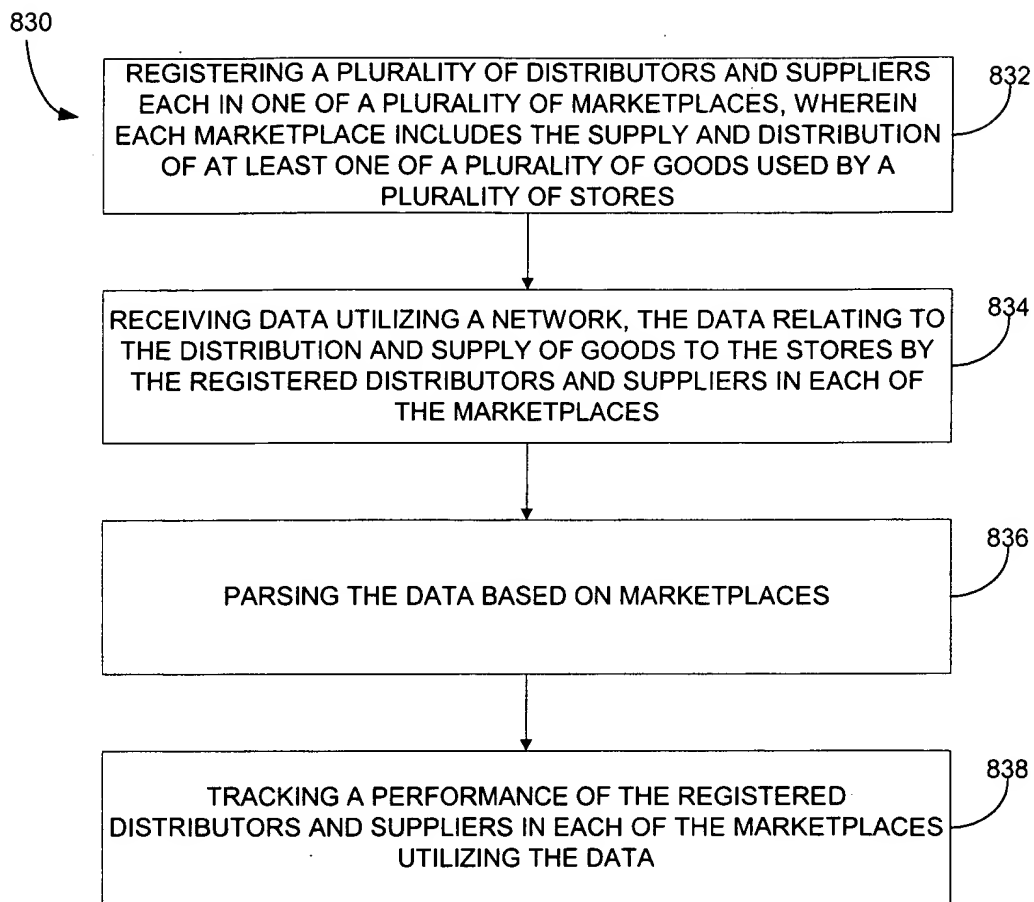 830
REGISTERING A PLURALITY OF DISTRIBUTORS AND SUPPLIERS
EACH IN ONE OF A PLURALITY OF MARKETPLACES, WHEREIN
EACH MARKETPLACE INCLUDES THE SUPPLY AND DISTRIBUTION
OF AT LEAST ONE OF A PLURALITY OF GOODS USED BY A
PLURALITY OF STORES
832
RECEIVING DATA UTILIZING A NETWORK, THE DATA RELATING TO
THE DISTRIBUTION AND SUPPLY OF GOODS TO THE STORES BY
THE REGISTERED DISTRIBUTORS AND SUPPLIERS IN EACH OF
THE MARKETPLACES
834
PARSING THE DATA BASED ON MARKETPLACES
836
TRACKING A PERFORMANCE OF THE REGISTERED
DISTRIBUTORS AND SUPPLIERS IN EACH OF THE MARKETPLACES
UTILIZING THE DATA
838